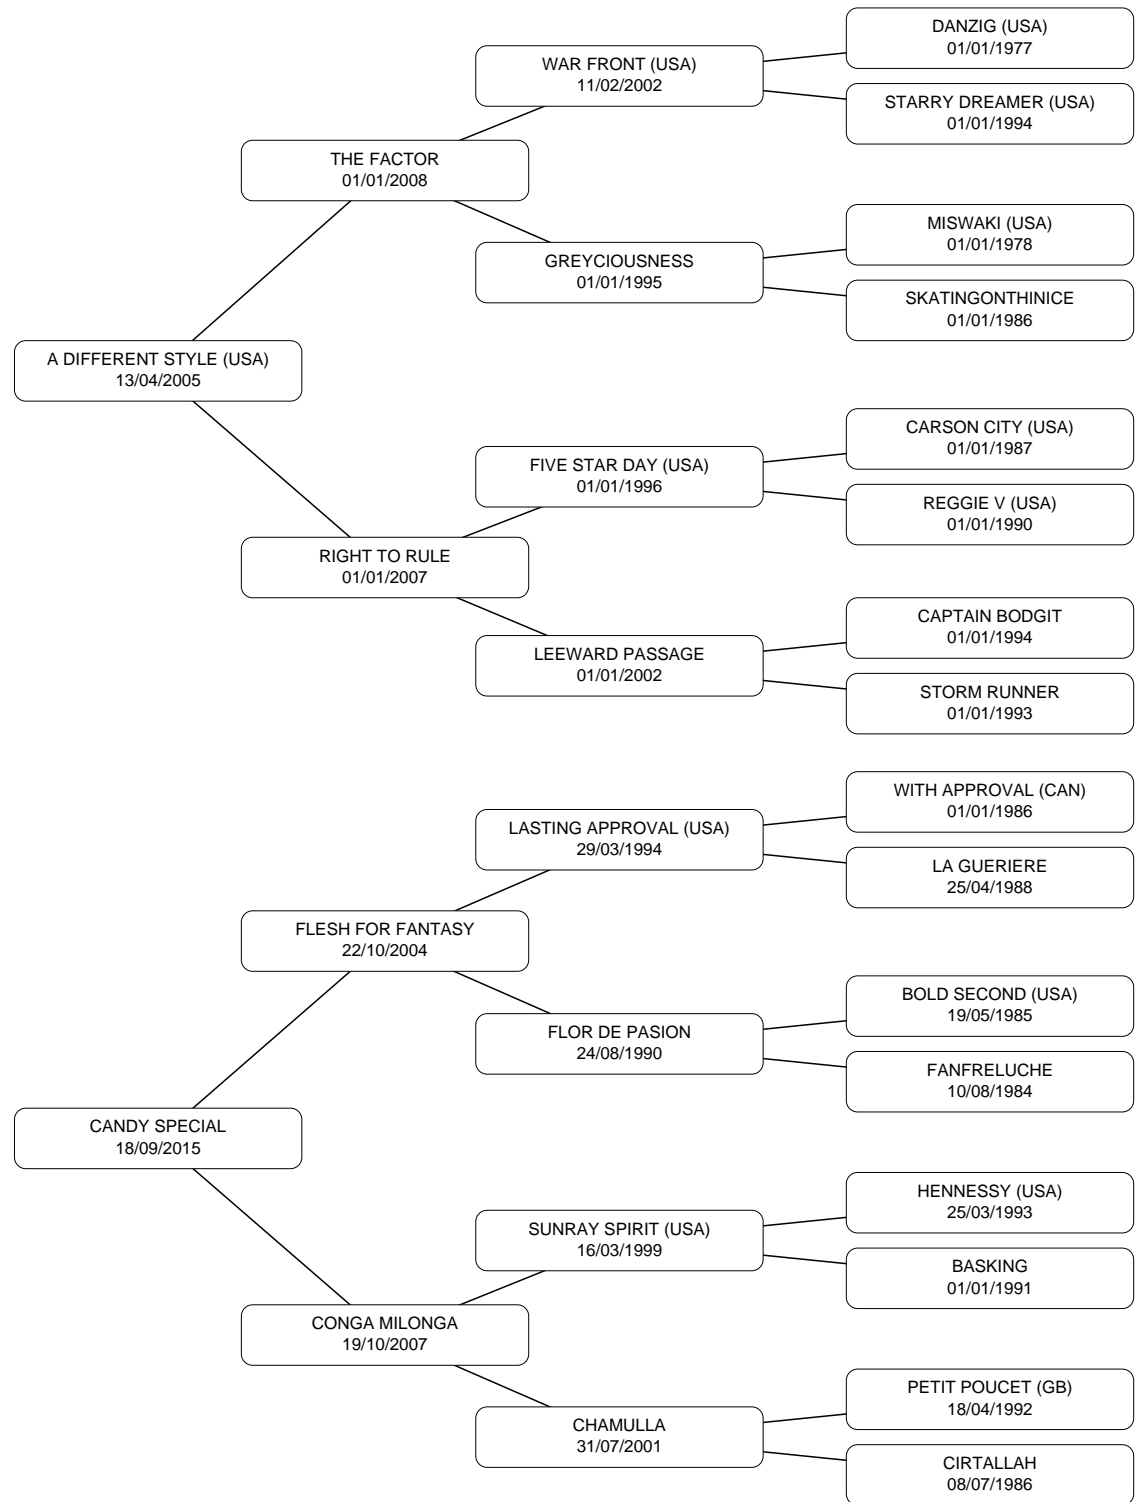 DANZIG (USA)
01/01/1977
WAR FRONT (USA)
11/02/2002
STARRY DREAMER (USA)
01/01/1994
THE FACTOR
01/01/2008
MISWAKI (USA)
01/01/1978
GREYCIOUSNESS
01/01/1995
SKATINGONTHINICE
01/01/1986
A DIFFERENT STYLE (USA)
13/04/2005
CARSON CITY (USA)
01/01/1987
FIVE STAR DAY (USA)
01/01/1996
REGGIE V (USA)
01/01/1990
RIGHT TO RULE
01/01/2007
CAPTAIN BODGIT
01/01/1994
LEEWARD PASSAGE
01/01/2002
STORM RUNNER
01/01/1993
WITH APPROVAL (CAN)
01/01/1986
LASTING APPROVAL (USA)
29/03/1994
LA GUERIERE
25/04/1988
FLESH FOR FANTASY
22/10/2004
BOLD SECOND (USA)
19/05/1985
FLOR DE PASION
24/08/1990
FANFRELUCHE
10/08/1984
CANDY SPECIAL
18/09/2015
HENNESSY (USA)
25/03/1993
SUNRAY SPIRIT (USA)
16/03/1999
BASKING
01/01/1991
CONGA MILONGA
19/10/2007
PETIT POUCET (GB)
18/04/1992
CHAMULLA
31/07/2001
CIRTALLAH
08/07/1986